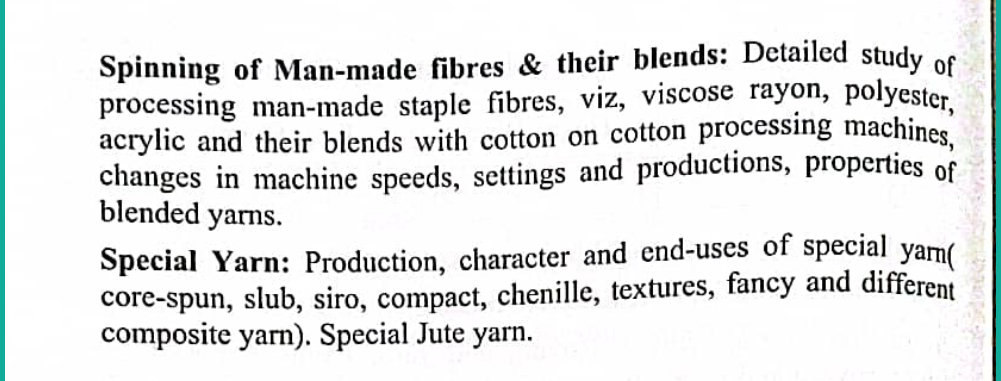 Spinning of Man-made fibres & their blends: Detailed study of
processing man-made staple fibres, viz, viscose rayon, polyester,
acrylic and their blends with cotton on cotton processing machines,
changes in machine speeds, settings and productions, properties of
blended yarns.
Special Yarn: Production, character and end-uses of special yarn(
core-spun, slub, siro, compact, chenille, textures, fancy and different
composite yarn). Special Jute yarn.